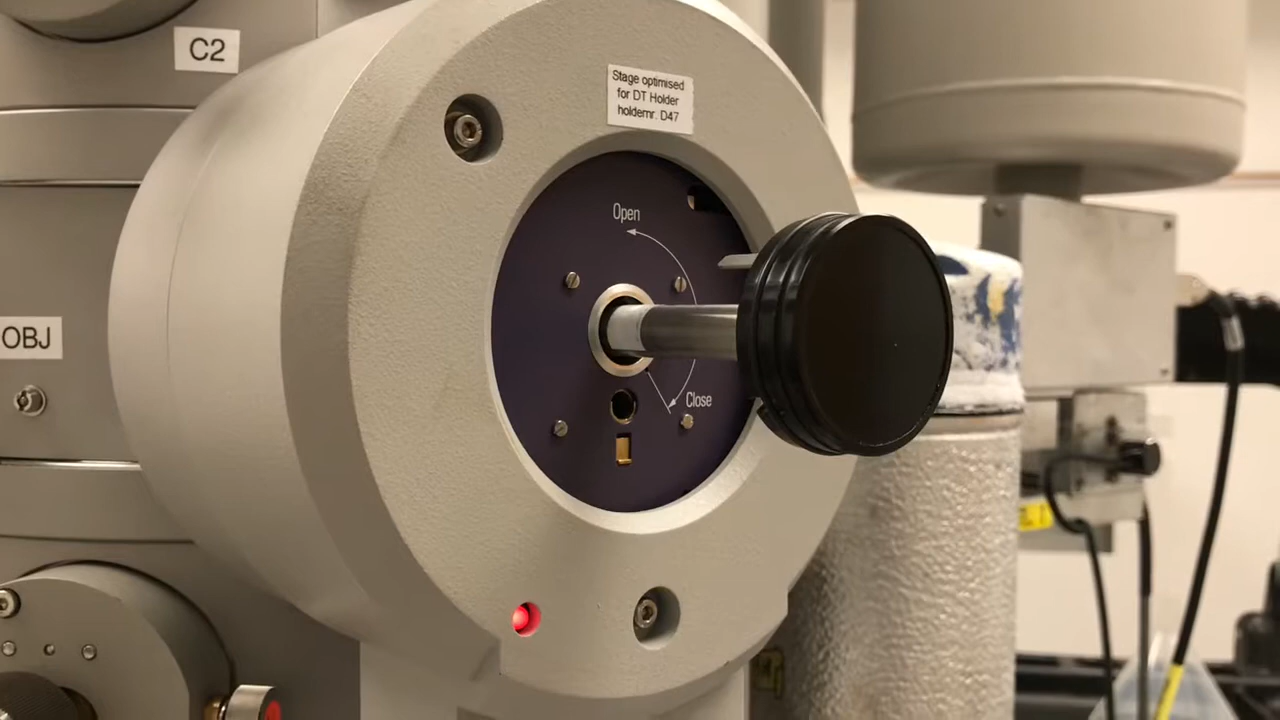 C2
Stage optimised
for DT Holder
holdernr. D47
Open
OBJ
Close